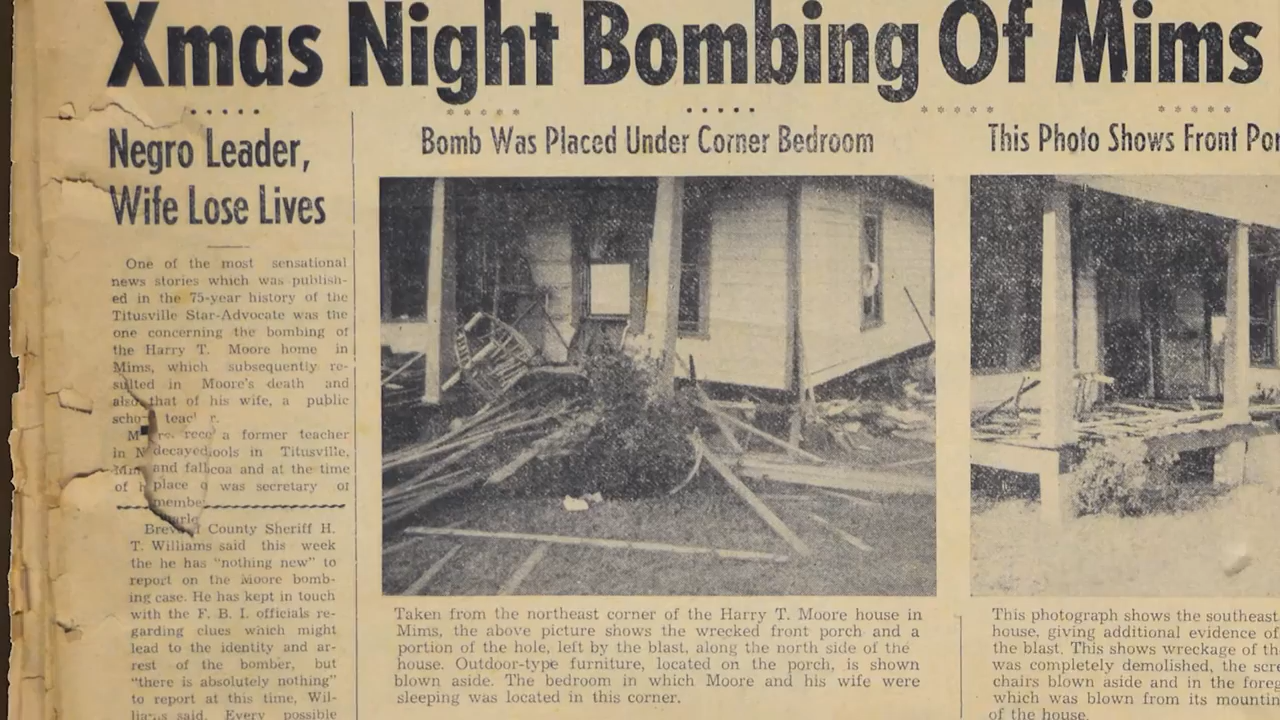 Xmas Night Bombing Of Mims
Negro Leader,
Wife Lose Lives
One of the most sensational
news stories which was publish-
ed in the 75-year history of the
Titusville Star-Advocate was the
one concerning the bombing of
the Harry T. Moore home in
Mims, which subsequently re-
sulted in Moore's death and
also that of his wife, a public
a former teacher
in Titusville,
and at the time
of was secretary of
decayed
and
place
County Sheriff H.
T. Williams said this week
the he has "nothing new" to
report on the Moore bomb-
ing case. He has kept in touch
with the F. B. I. officials re-
garding clues which might
lead to the identity and ar-
rest of the bomber, but
"there is absolutely nothing"
to report at this time, Wil-
liams said. Every possible
Bomb Was Placed Under Corner Bedroom
Taken from the northeast corner of the Harry T. Moore house in
Mims, the above picture shows the wrecked front porch and a
portion of the hole, left by the blast, along the north side of the
house. Outdoor-type furniture, located on the porch, is shown
blown aside. The bedroom in which Moore and his wife were
sleeping was located in this corner.
This Photo Shows Front
This photograph shows the southeast
house, giving additional evidence of
the blast. This shows wreckage of
was completely demolished, the
chairs blown aside and in the
which was blown from its
of the house.